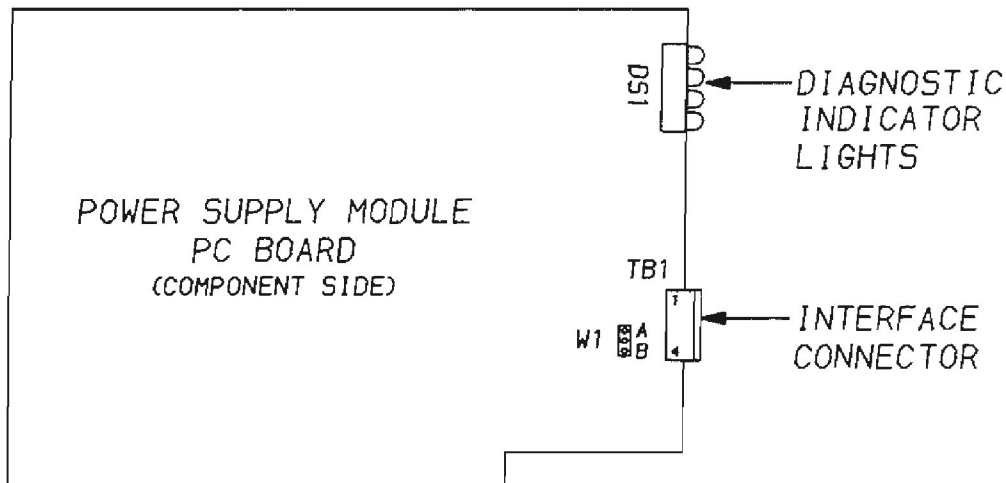 DS1
DIAGNOSTIC
INDICATOR
LIGHTS
POWER SUPPLY MODULE
PC BOARD
(COMPONENT SIDE)
TB1
1
W1
A
B
4
INTERFACE
CONNECTOR